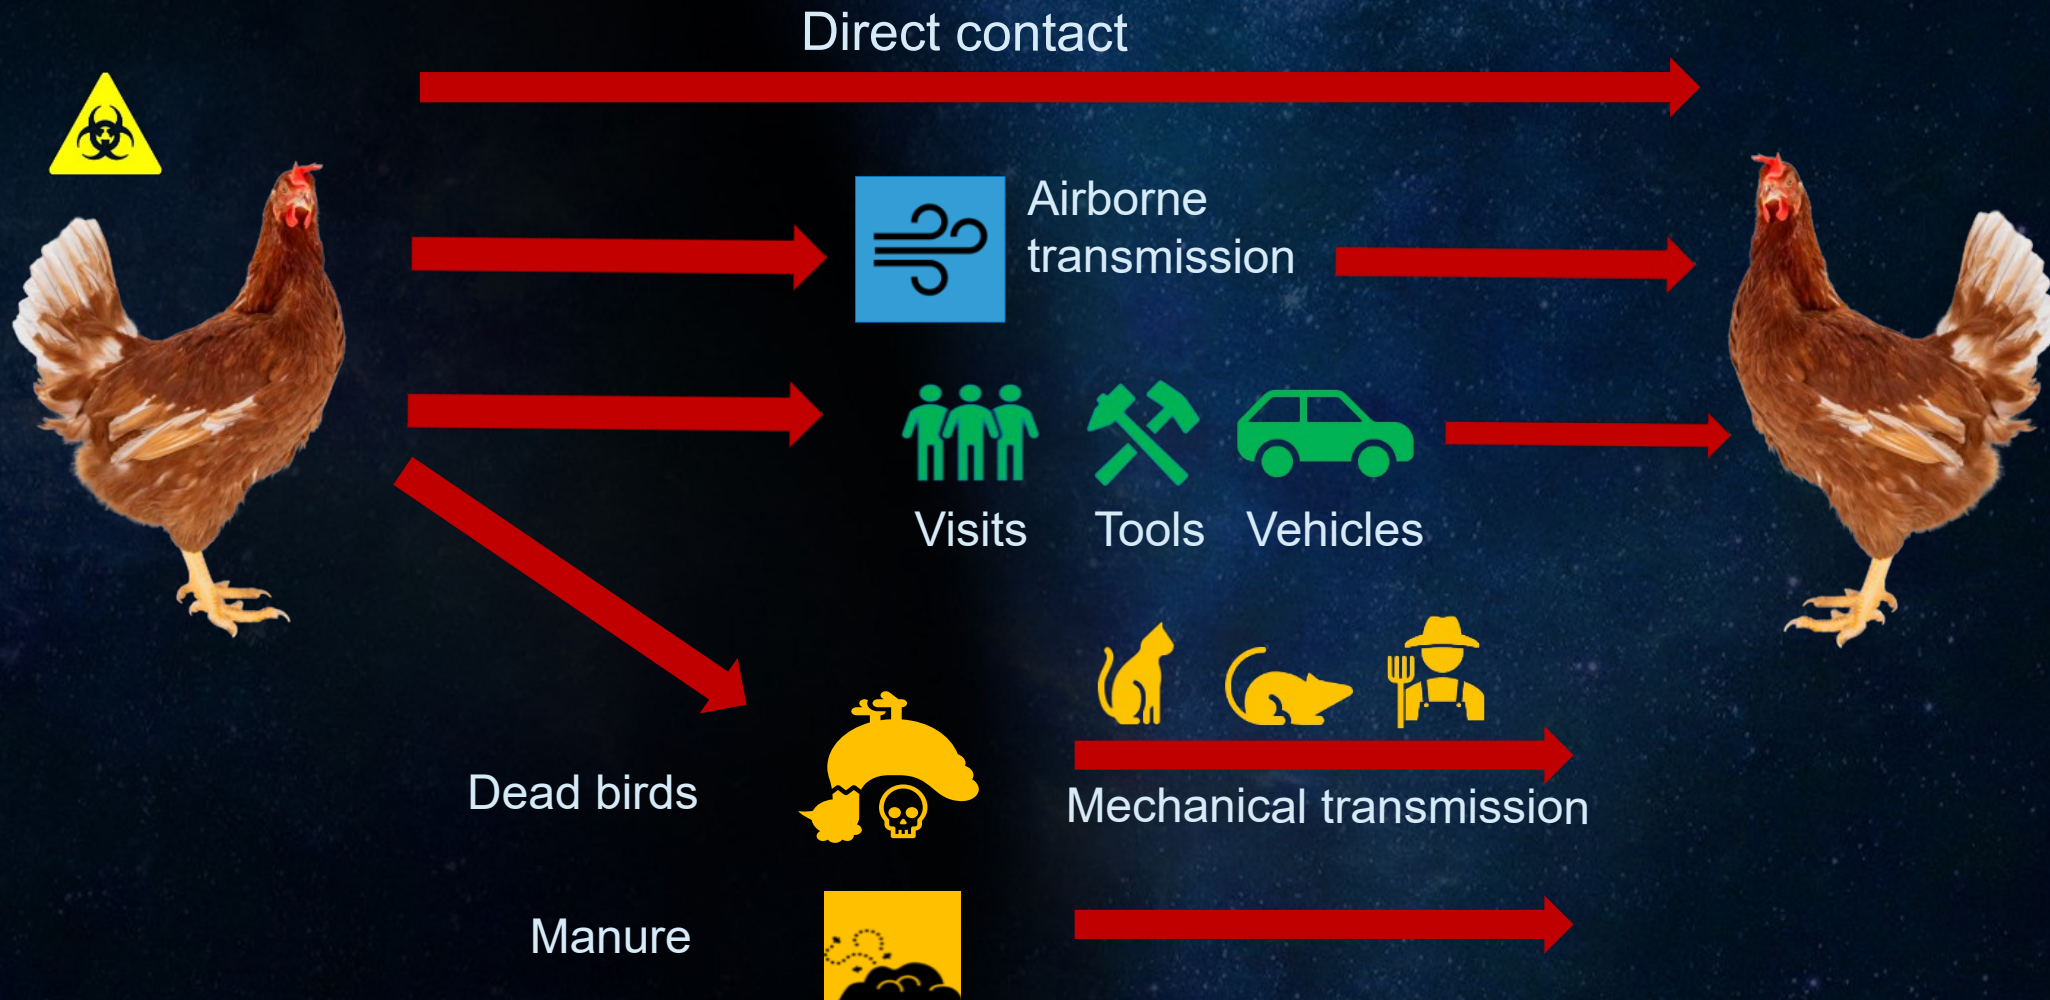 Direct contact
Airborne
transmission
Visits Tools Vehicles
Dead birds
Mechanical transmission
Manure